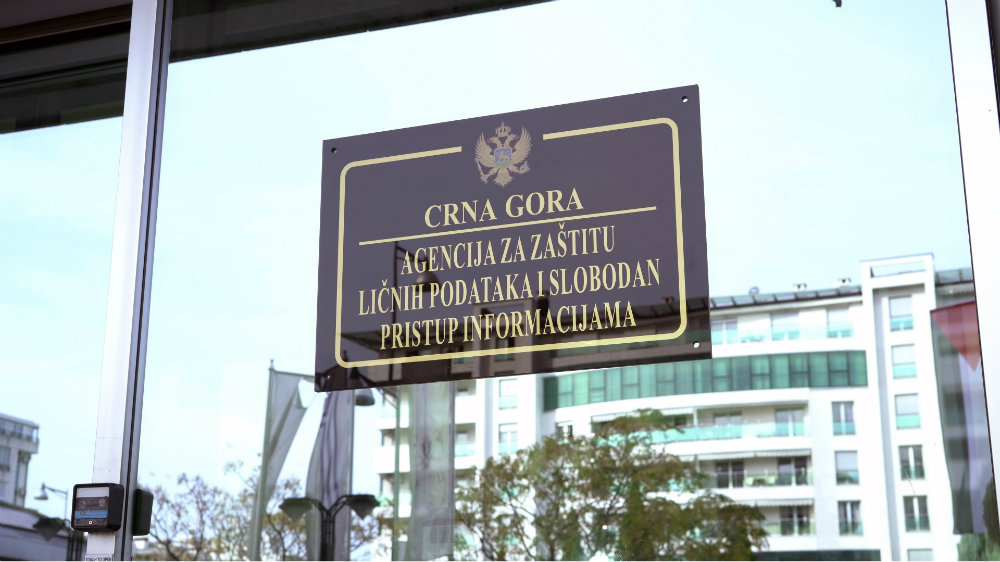 CRNA GORA
AGENCIJA ZA ZAŠTITU
LIČNIH PODATAKA I SLOBODAN
PRISTUP INFORMACIJAMA